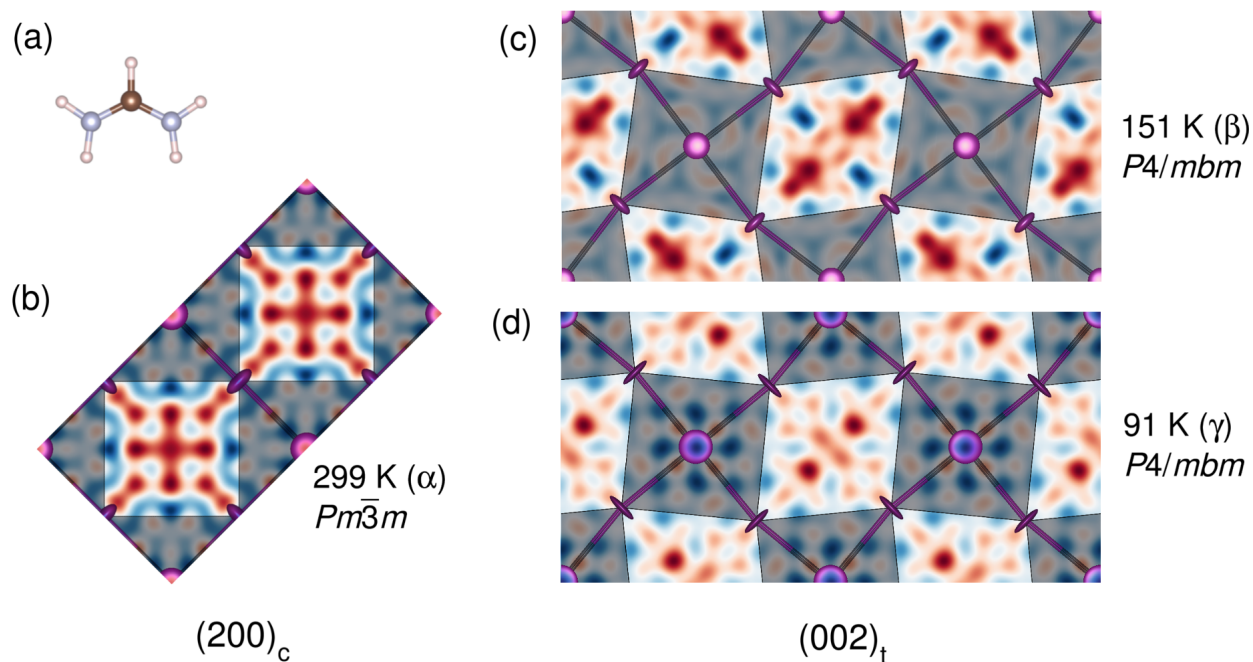 (a)
(b)
299 K (α)
Pm3̅m
(200)c
(c)
151 K (β)
P4/mbm
(d)
91 K (γ)
P4/mbm
(002)t